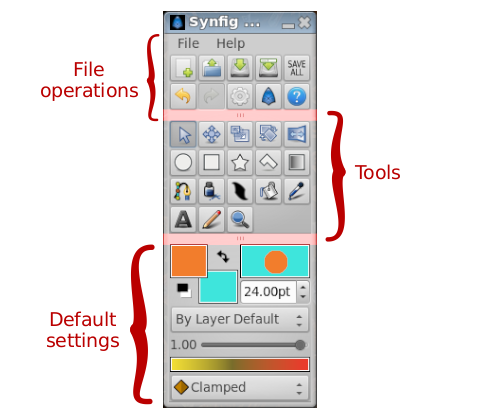 Synfig ...
File Help
File
operations
SAVE
ALL
?
Tools
A
24.00pt
By Layer Default
Default
settings
1.00
Clamped